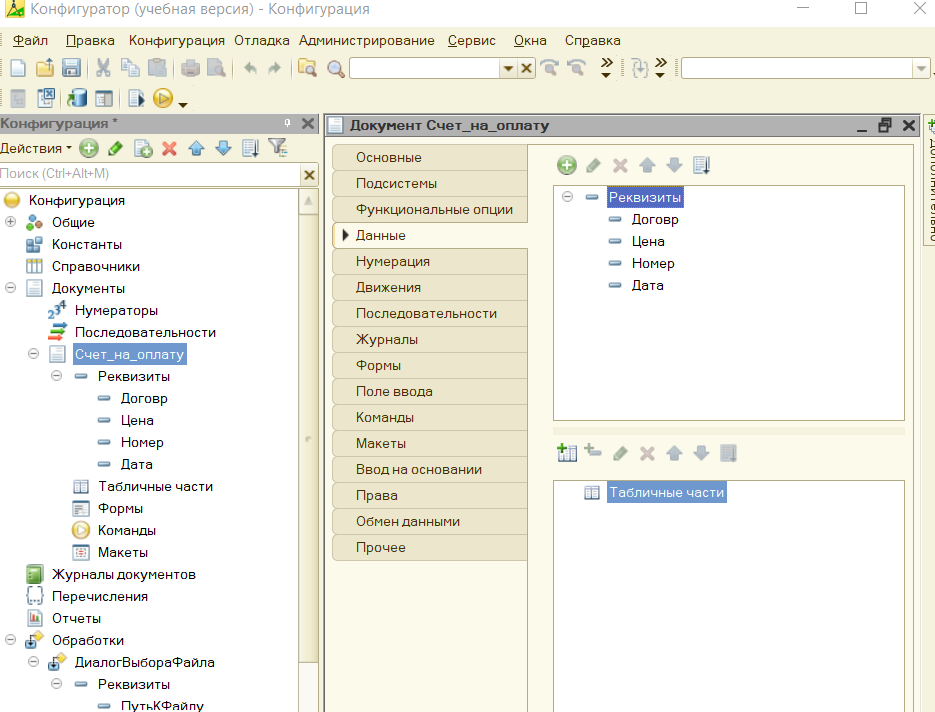 Конфигуратор (учебная версия) - Конфигурация
Файл Правка Конфигурация Отладка Администрирование Сервис Окна Справка
Конфигурация *
Действия
Поиск (Ctrl+Alt+M)
Конфигурация
Общие
Константы
Справочники
Документы
Нумераторы
Последовательности
Счет_на_оплату
Реквизиты
Договр
Цена
Номер
Дата
Табличные части
Формы
Команды
Макеты
Журналы документов
Перечисления
Отчеты
Обработки
ДиалогВыбораФайла
Реквизиты
ПутьКФайлу
Документ Счет_на_оплату
Основные
Подсистемы
Функциональные опции
Данные
Нумерация
Движения
Последовательности
Журналы
Формы
Поле ввода
Команды
Макеты
Ввод на основании
Права
Обмен данными
Прочее
Реквизиты
Договр
Цена
Номер
Дата
Табличные части